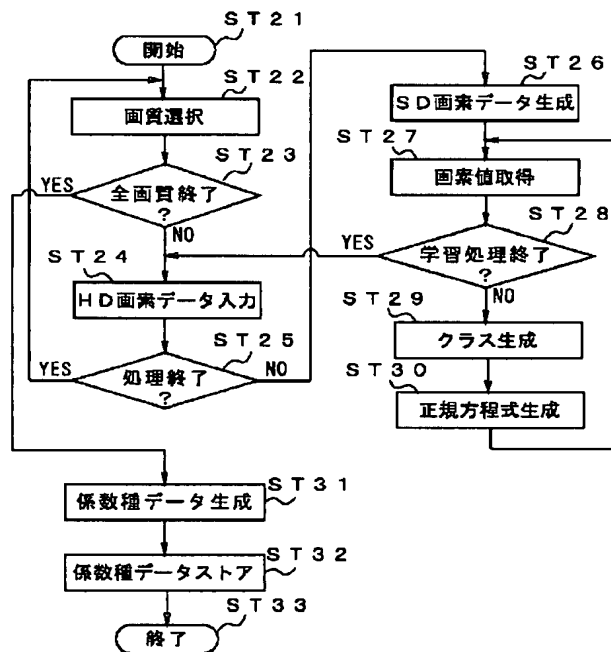 ST21
開始
ST22
画質選択
ST23
YES
全画質終了
?
NO
ST24
HD画素データ入力
ST25
YES
処理終了
?
NO
ST26
SD画素データ生成
ST27
画素値取得
ST28
YES
学習処理終了
?
NO
ST29
クラス生成
ST30
正規方程式生成
ST31
係数種データ生成
ST32
係数種データストア
ST33
終了